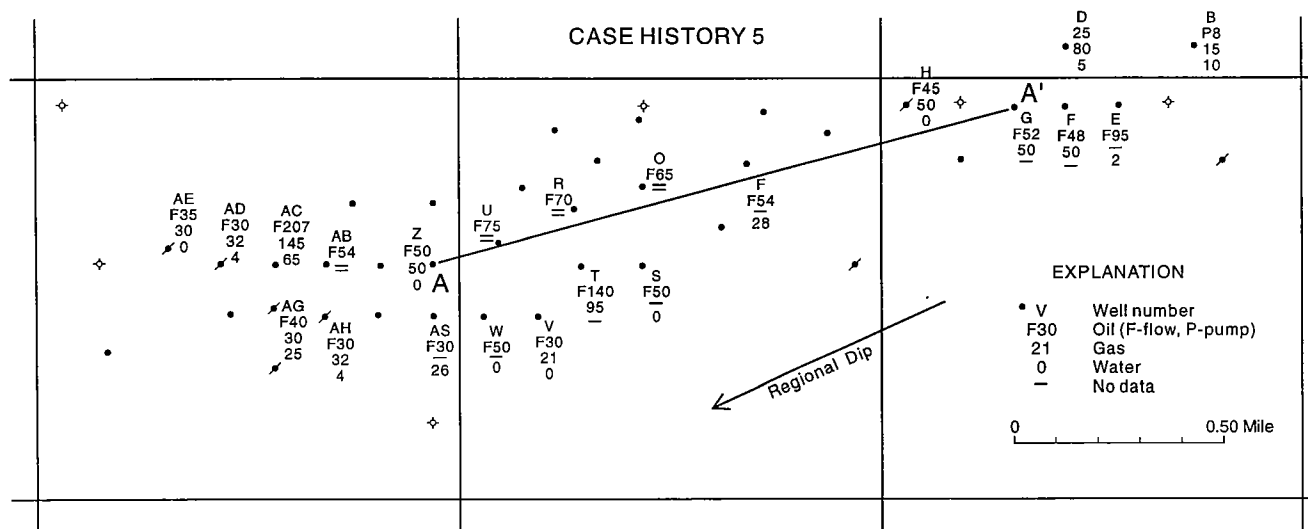 CASE HISTORY 5
D
25
80
5
B
P8
15
10
H
F45
50
0
A'
G
F52
50
—
F
F48
50
—
E
F95
—
2
O
F65
—
—
F
F54
—
28
R
F70
—
—
U
F75
—
—
Z
F50
50
0
A
AE
F35
30
0
AD
F30
32
4
AC
F207
145
65
AB
F54
—
—
T
F140
95
—
S
F50
—
0
AG
F40
30
25
AH
F30
32
4
AS
F30
—
26
W
F50
—
0
V
F30
21
0
Regional Dip
EXPLANATION
V Well number
F30 Oil (F-flow, P-pump)
21 Gas
0 Water
— No data
0 0.50 Mile